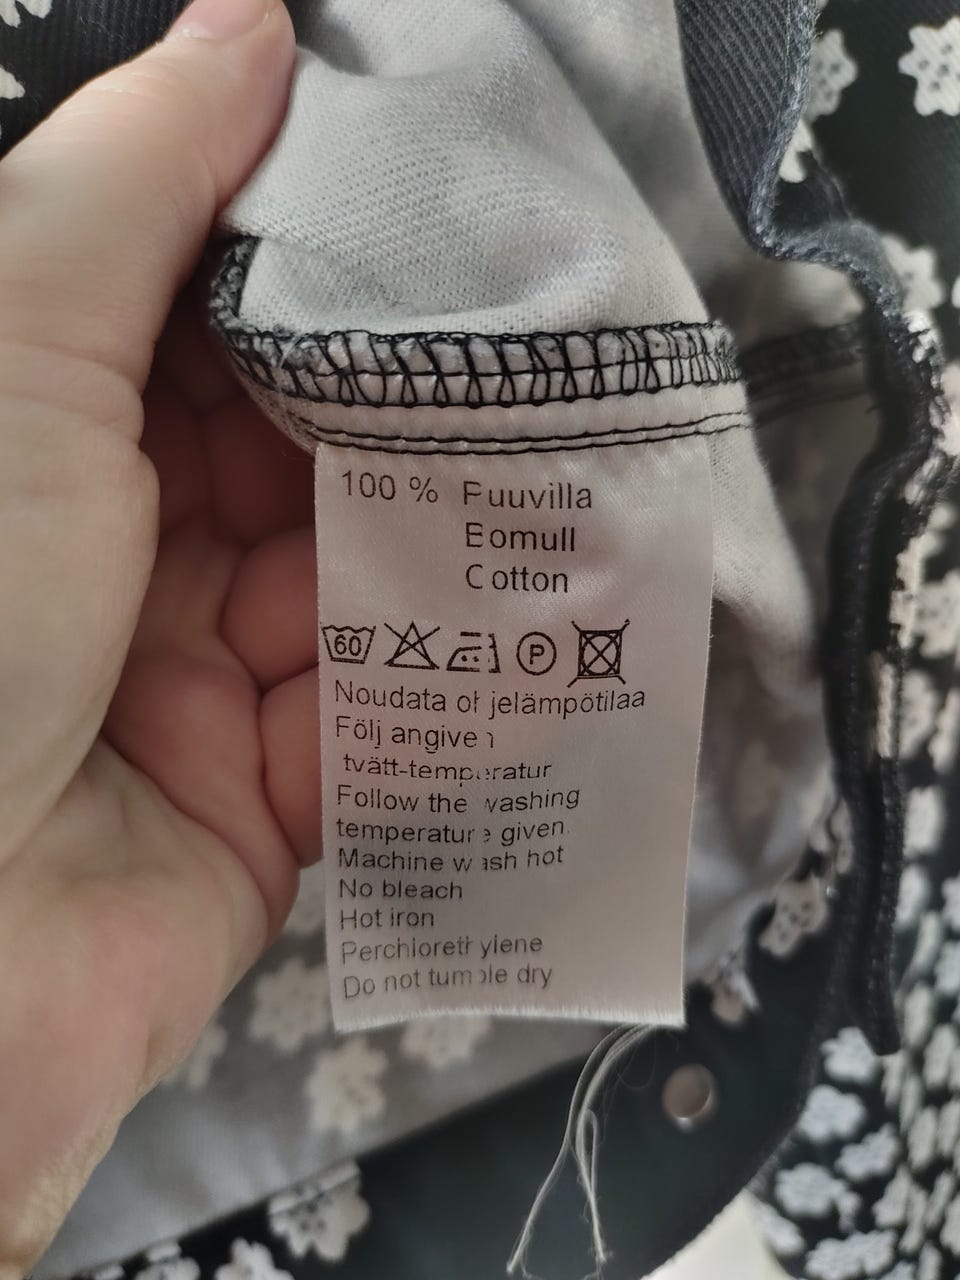 100 % Puuvilla
Bomull
Cotton
60 P
Noudata ohjelämpötilaa
Följ angiven
tvätt-temperatur
Follow the washing
temperature given
Machine wash hot
No bleach
Hot iron
Perchlorethylene
Do not tumble dry